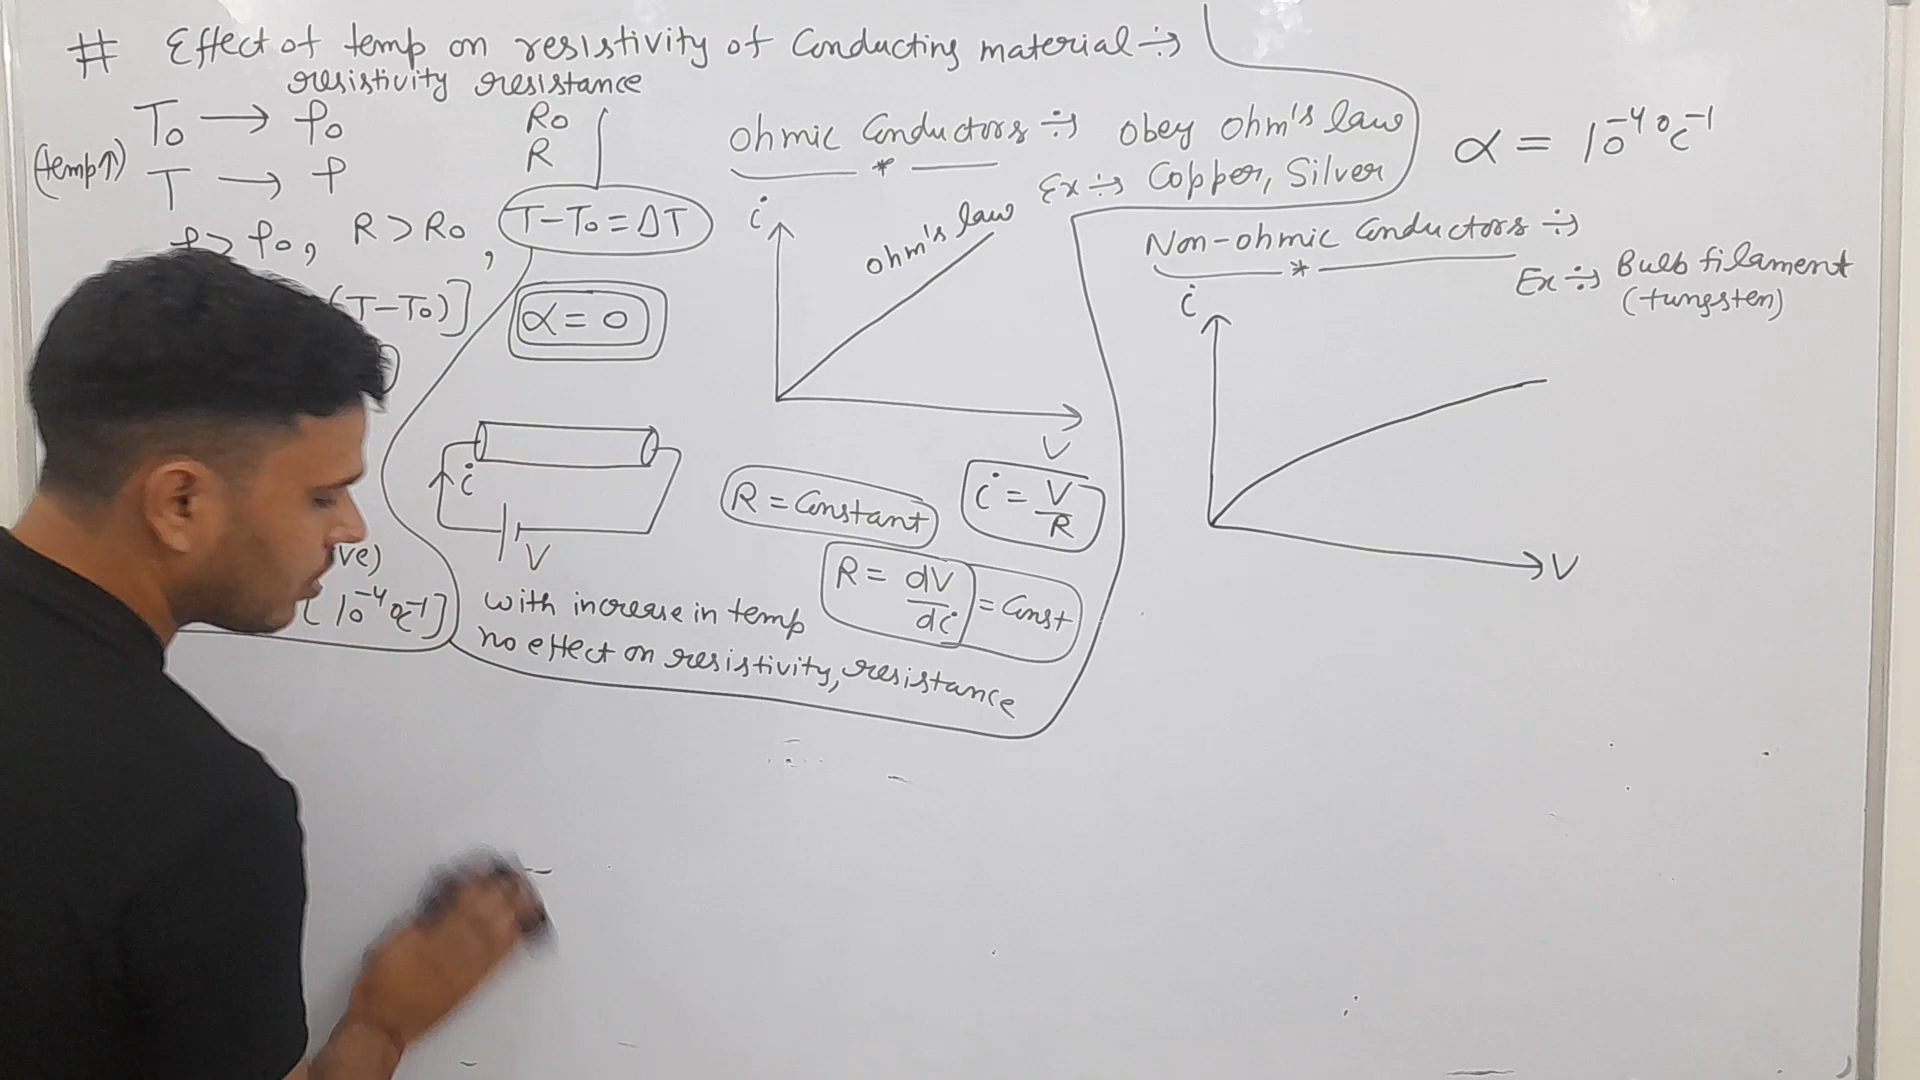 # Effect of temp on resistivity of Conducting material ÷>
resistivity resistance
T₀ → ρ₀ R₀
(temp↑) T → ρ R
ρ > ρ₀, R > R₀, T-T₀ = ΔT
(T-T₀)]
α = 0
i
V
ve)
[10⁻⁴ °c⁻¹]
ohmic Conductors ÷> obey ohm's law
Ex ÷> Copper, Silver
i
ohm's law
V
R = Constant
i = V/R
R = dV/di = Const
with increase in temp
no effect on resistivity, resistance
α = 10⁻⁴ °c⁻¹
Non-ohmic Conductors ÷>
Ex ÷> Bulb filament
(tungsten)
i
V